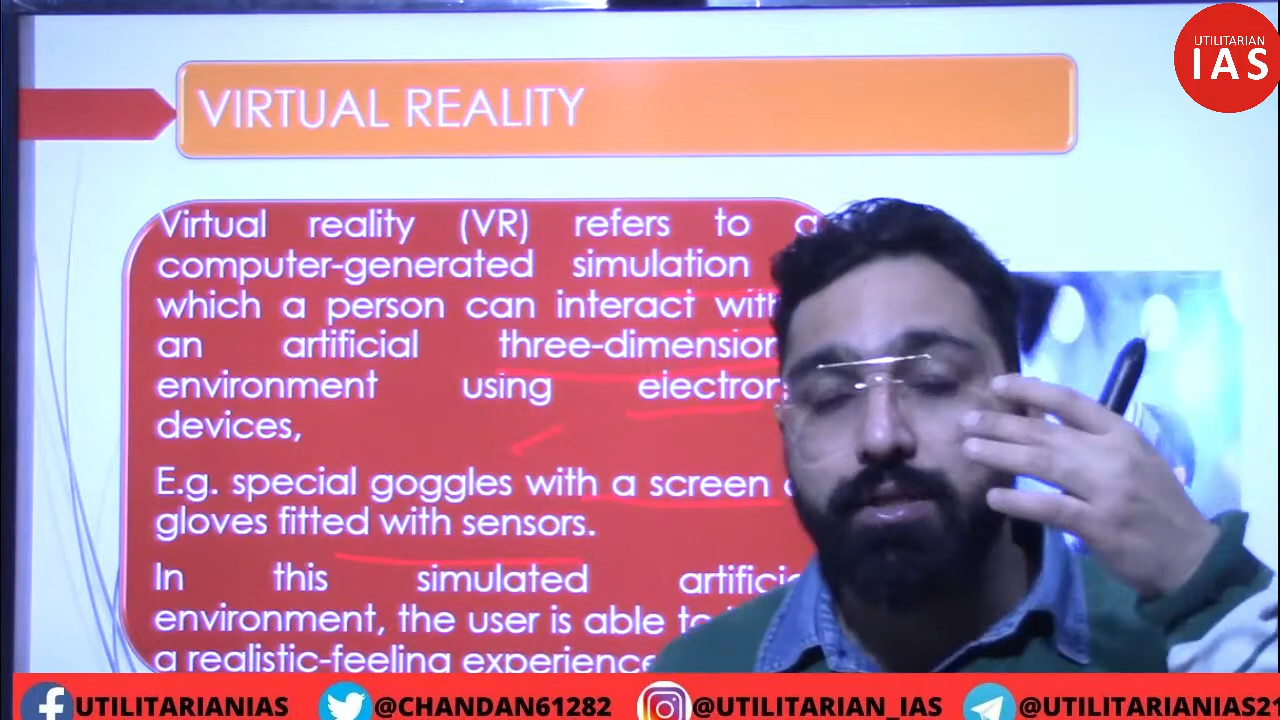 UTILITARIAN
IAS
VIRTUAL REALITY
Virtual reality (VR) refers to a
computer-generated simulation
which a person can interact with
an artificial three-dimension
environment using electron
devices,
E.g. special goggles with a screen
gloves fitted with sensors.
In this simulated artific
environment, the user is able to
a realistic-feeling experience
UTILITARIANIAS
@CHANDAN61282
@UTILITARIAN_IAS
@UTILITARIANIAS21